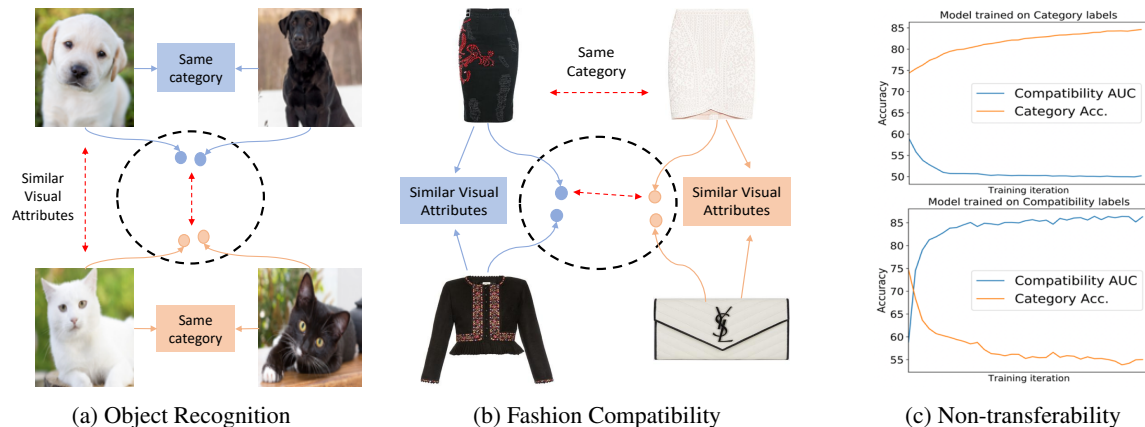 Same
category
Similar
Visual
Attributes
Same
category
(a) Object Recognition
Same
Category
Similar Visual
Attributes
Similar Visual
Attributes
YSL
(b) Fashion Compatibility
Model trained on Category labels
85
80
75
70
65
60
55
50
Accuracy
Compatibility AUC
Category Acc.
Training iteration
Model trained on Compatibility labels
85
80
75
70
65
60
55
Accuracy
Compatibility AUC
Category Acc.
Training iteration
(c) Non-transferability